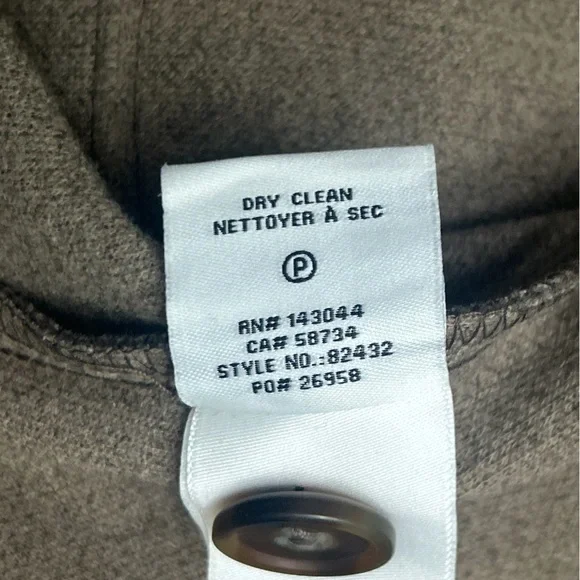 DRY CLEAN
NETTOYER À SEC
P
RN# 143044
CA# 58734
STYLE NO.:82432
PO# 26958